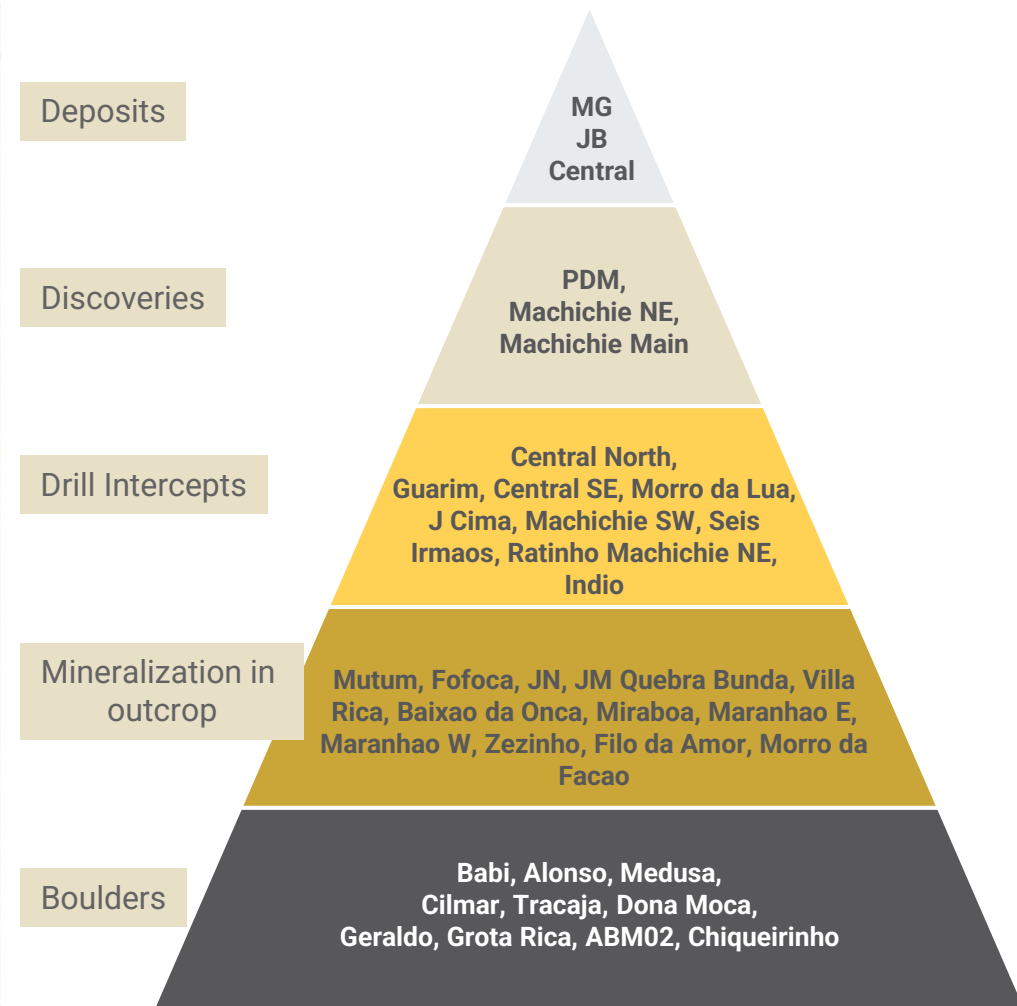 Deposits
MG
JB
Central
Discoveries
PDM,
Machichie NE,
Machichie Main
Drill Intercepts
Central North,
Guarim, Central SE, Morro da Lua,
J Cima, Machichie SW, Seis
Irmaos, Ratinho Machichie NE,
Indio
Mineralization in
outcrop
Mutum, Fofoca, JN, JM Quebra Bunda, Villa
Rica, Baixao da Onca, Miraboa, Maranhao E,
Maranhao W, Zezinho, Filo da Amor, Morro da
Facao
Boulders
Babi, Alonso, Medusa,
Cilmar, Tracaja, Dona Moca,
Geraldo, Grota Rica, ABM02, Chiqueirinho